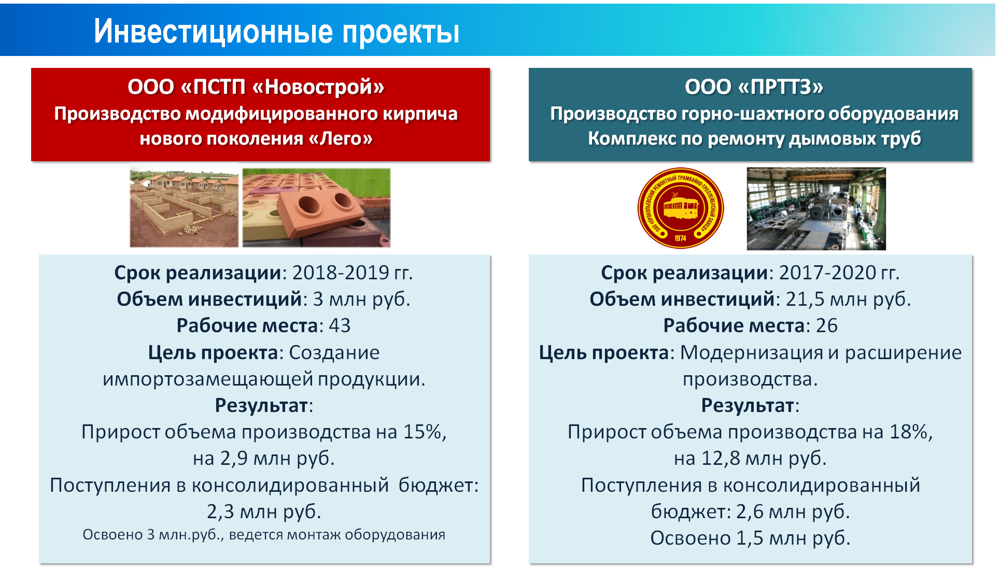 Инвестиционные проекты
ООО «ПСТП «Новострой»
Производство модифицированного кирпича
нового поколения «Лего»
Срок реализации: 2018-2019 гг.
Объем инвестиций: 3 млн руб.
Рабочие места: 43
Цель проекта: Создание
импортозамещающей продукции.
Результат:
Прирост объема производства на 15%,
на 2,9 млн руб.
Поступления в консолидированный бюджет:
2,3 млн руб.
Освоено 3 млн.руб., ведется монтаж оборудования
ООО «ПРТТЗ»
Производство горно-шахтного оборудования
Комплекс по ремонту дымовых труб
ОАО «ПРОКОПЬЕВСКИЙ РЕМОНТНЫЙ ТРАМВАЙНО-ТРОЛЛЕЙБУСНЫЙ ЗАВОД»
1974
Срок реализации: 2017-2020 гг.
Объем инвестиций: 21,5 млн руб.
Рабочие места: 26
Цель проекта: Модернизация и расширение
производства.
Результат:
Прирост объема производства на 18%,
на 12,8 млн руб.
Поступления в консолидированный
бюджет: 2,6 млн руб.
Освоено 1,5 млн руб.